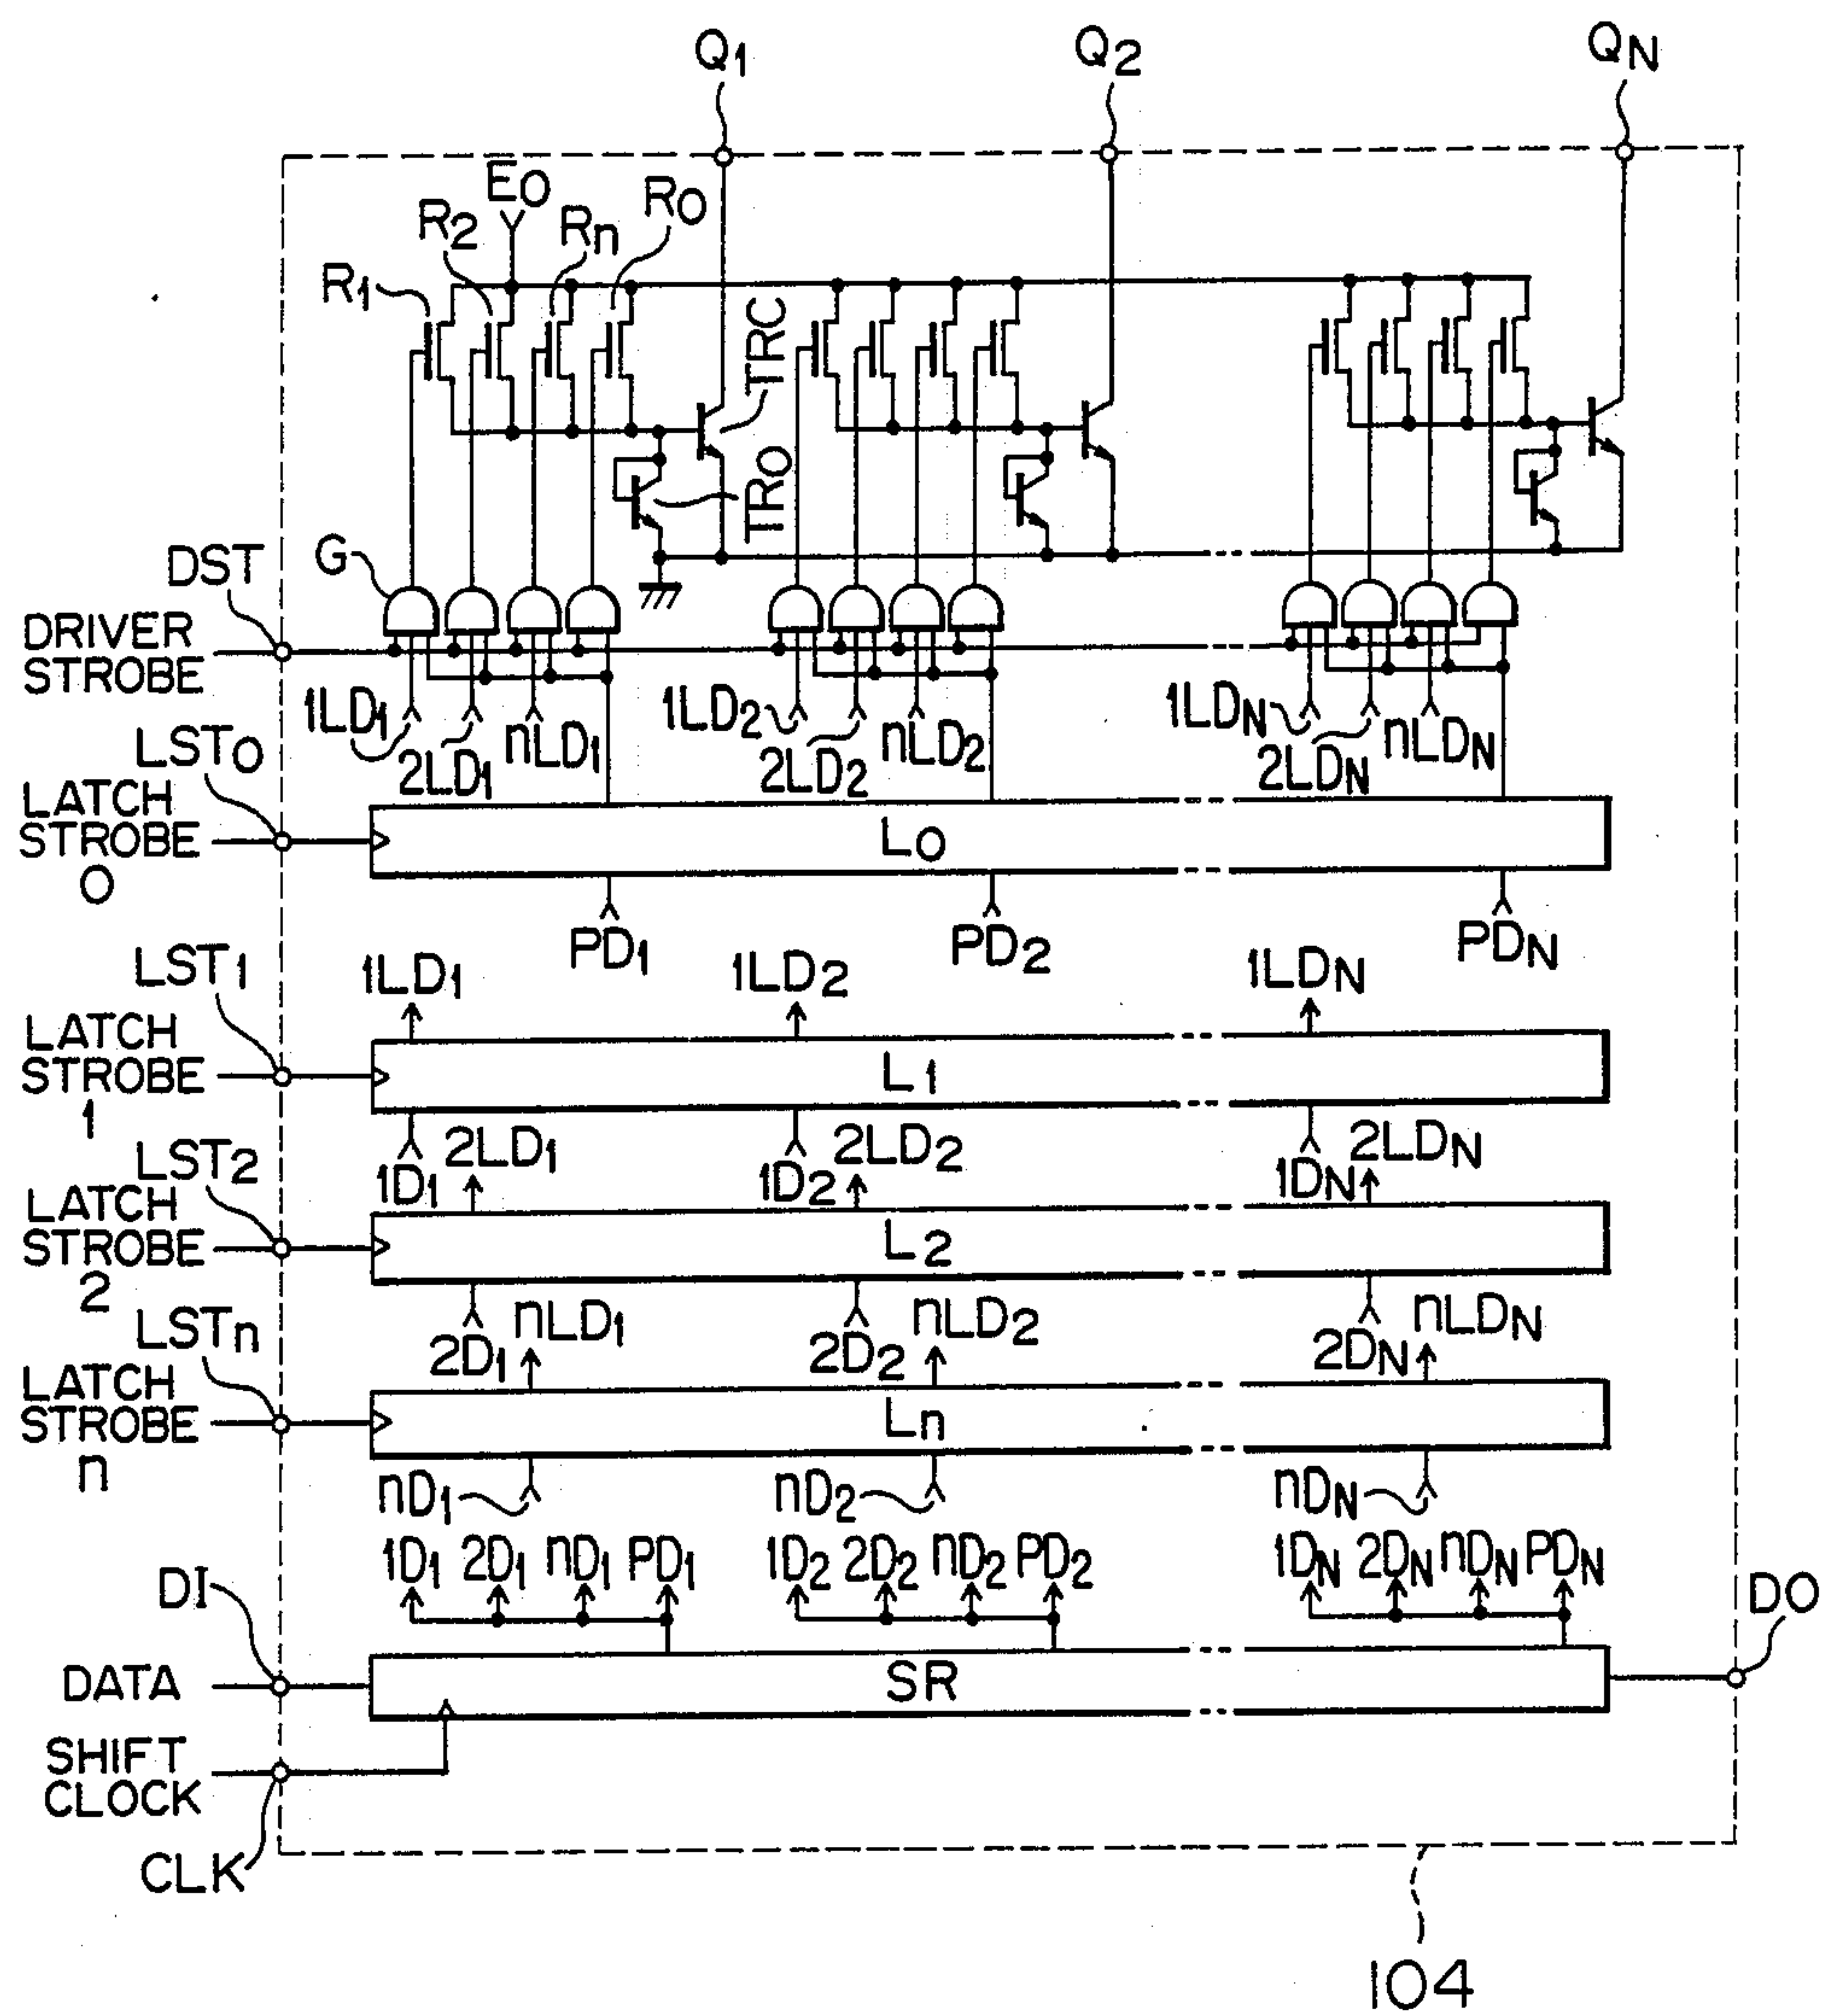 Q1 Q2 QN
E0
R1 R2 Rn R0
TRC
TR0
G
DST
DRIVER
STROBE
1LD1 2LD1 nLD1 1LD2 2LD2 nLD2 1LDN 2LDN nLDN
LST0
LATCH
STROBE
0
L0
PD1 PD2 PDN
LST1
1LD1 1LD2 1LDN
LATCH
STROBE
1
L1
1D1 1D2 1DN
LST2
2LD1 2LD2 2LDN
LATCH
STROBE
2
L2
2D1 2D2 2DN
LSTn
nLD1 nLD2 nLDN
LATCH
STROBE
n
Ln
nD1 nD2 nDN
1D1 2D1 nD1 PD1 1D2 2D2 nD2 PD2 1DN 2DN nDN PDN
DI
DO
DATA
SR
SHIFT
CLOCK
CLK
104